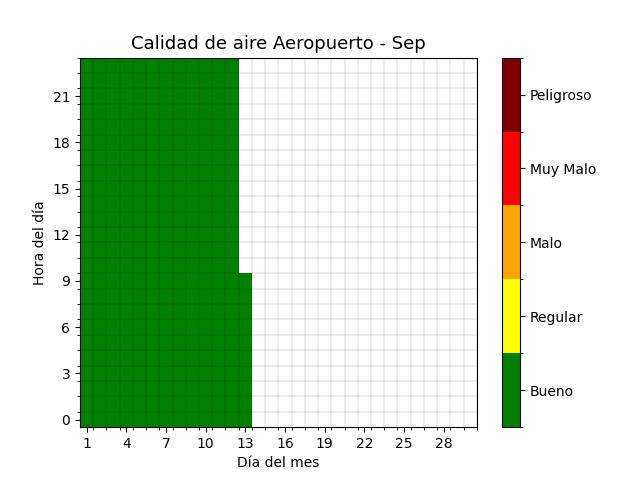 Calidad de aire Aeropuerto - Sep
Hora del día
21
18
15
12
9
6
3
0
1 4 7 10 13 16 19 22 25 28
Día del mes
Peligroso
Muy Malo
Malo
Regular
Bueno